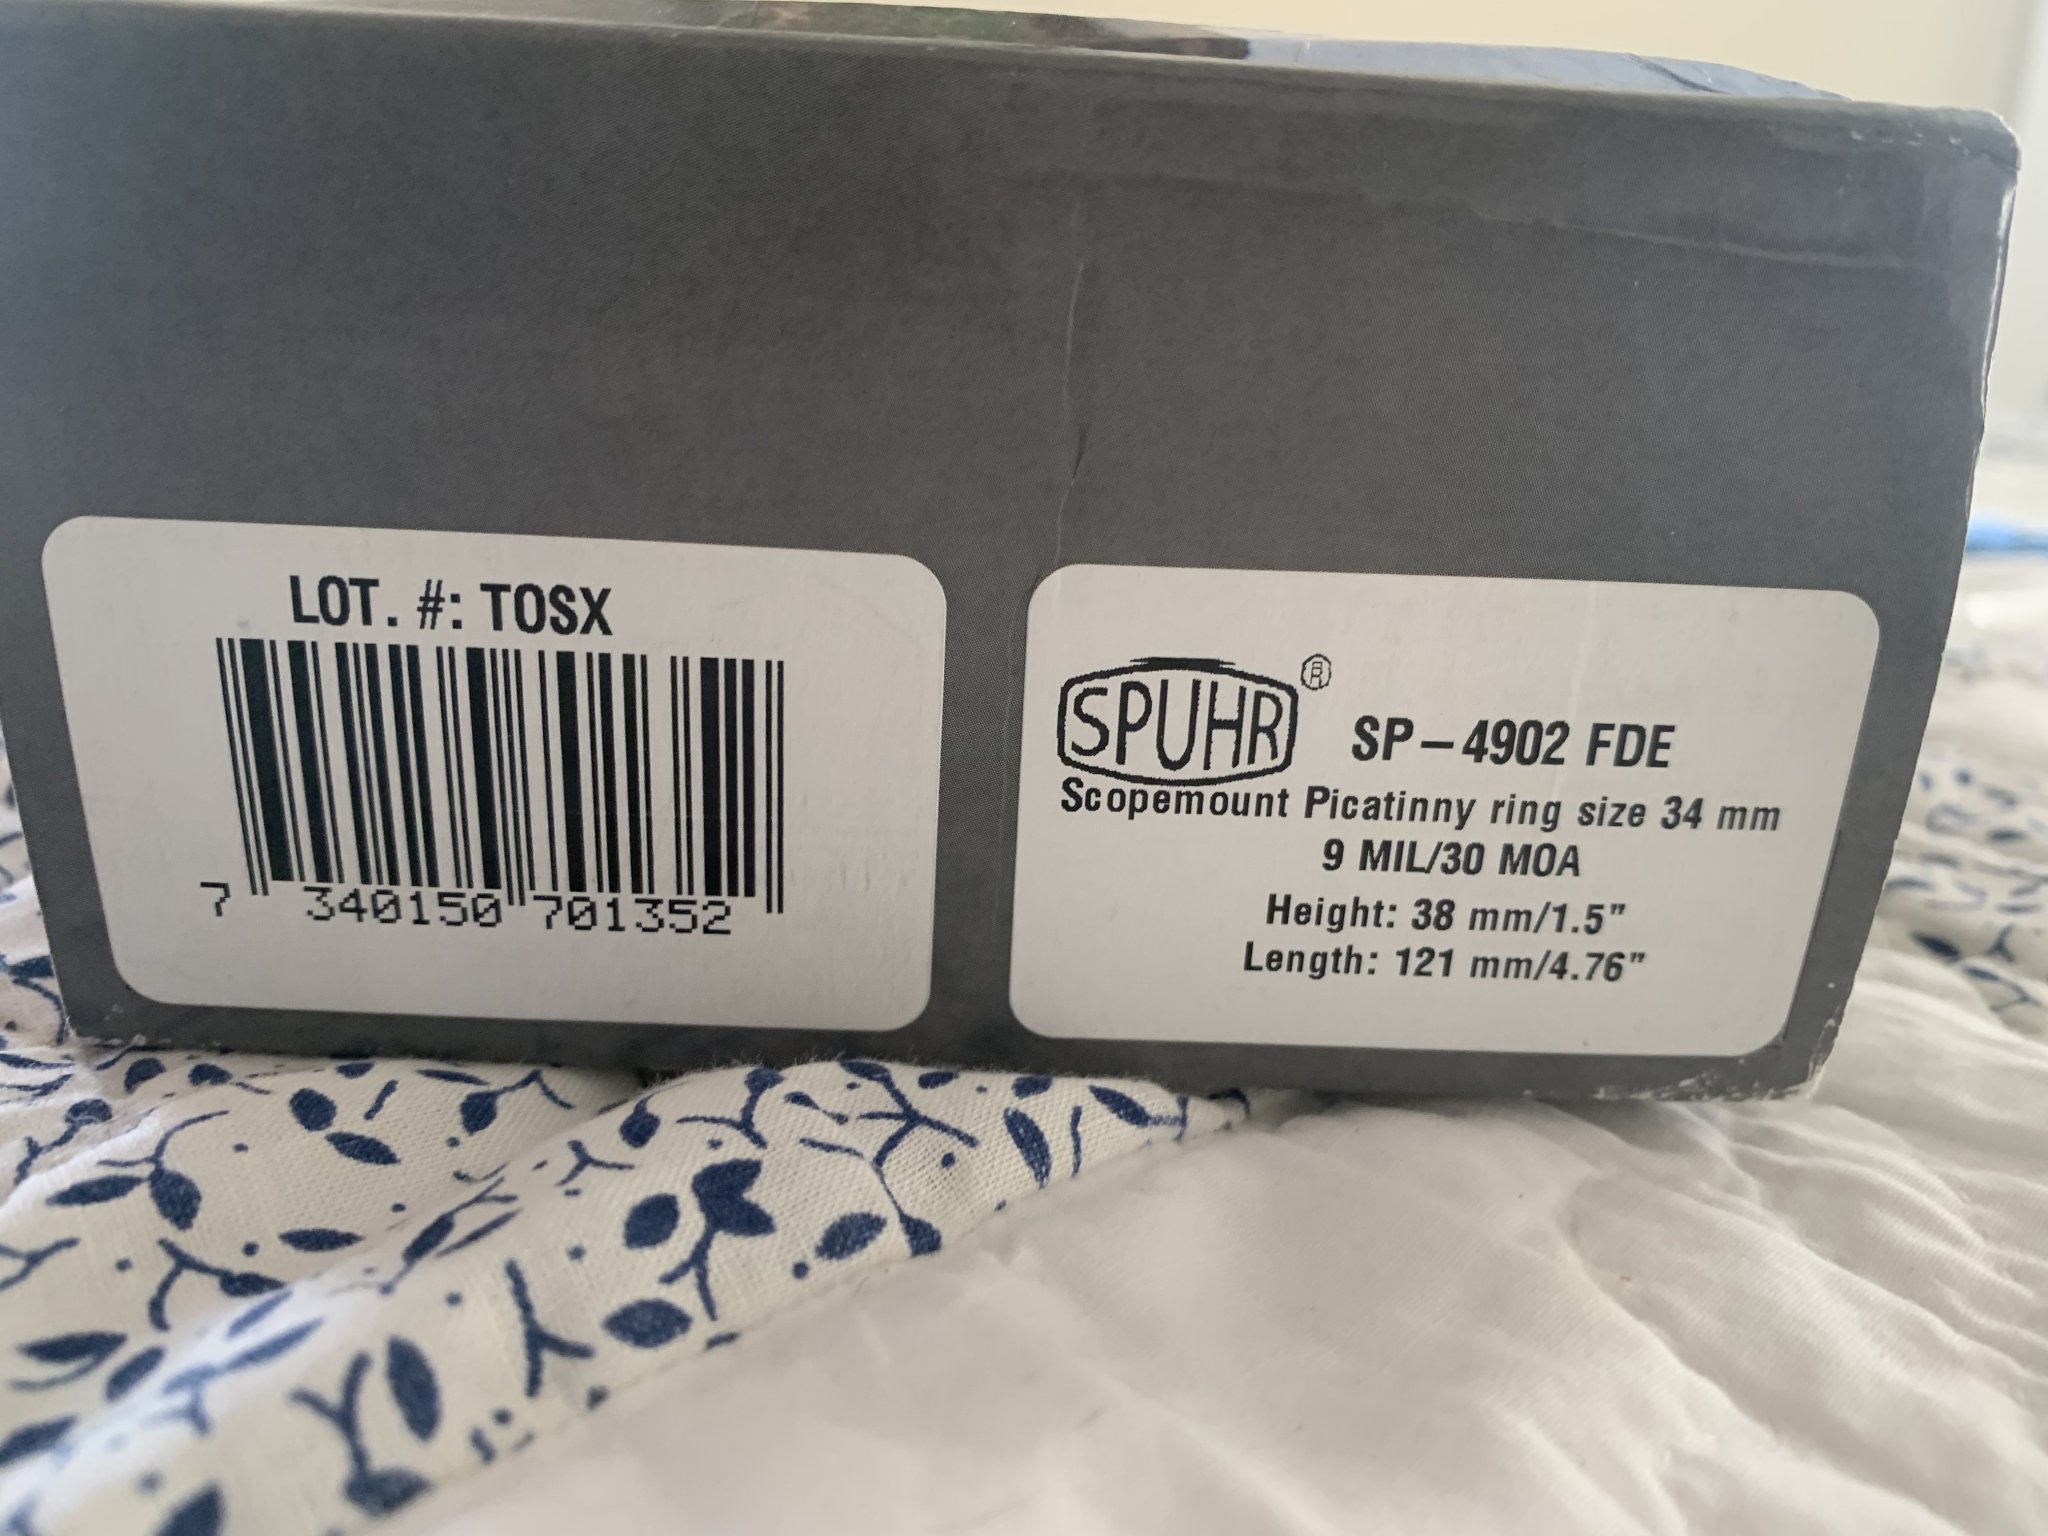 LOT. #: TOSX
7 340150 701352
SPUHR® SP-4902 FDE
Scopemount Picatinny ring size 34 mm
9 MIL/30 MOA
Height: 38 mm/1.5”
Length: 121 mm/4.76”